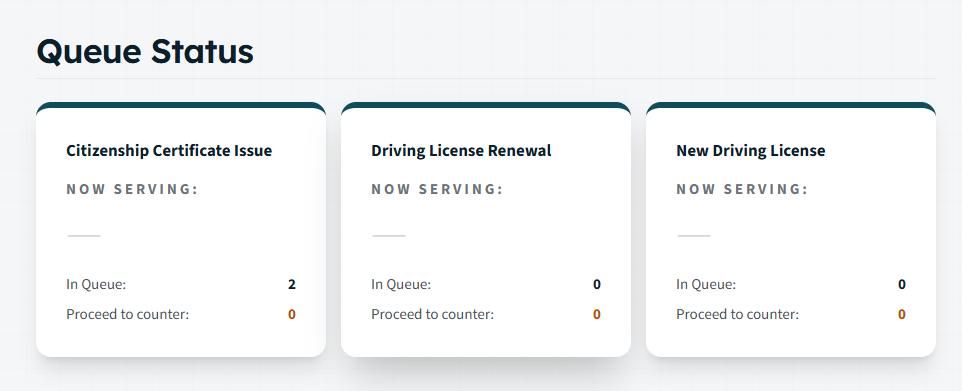 Queue Status
Citizenship Certificate Issue
NOW SERVING:
—
In Queue: 2
Proceed to counter: 0
Driving License Renewal
NOW SERVING:
—
In Queue: 0
Proceed to counter: 0
New Driving License
NOW SERVING:
—
In Queue: 0
Proceed to counter: 0